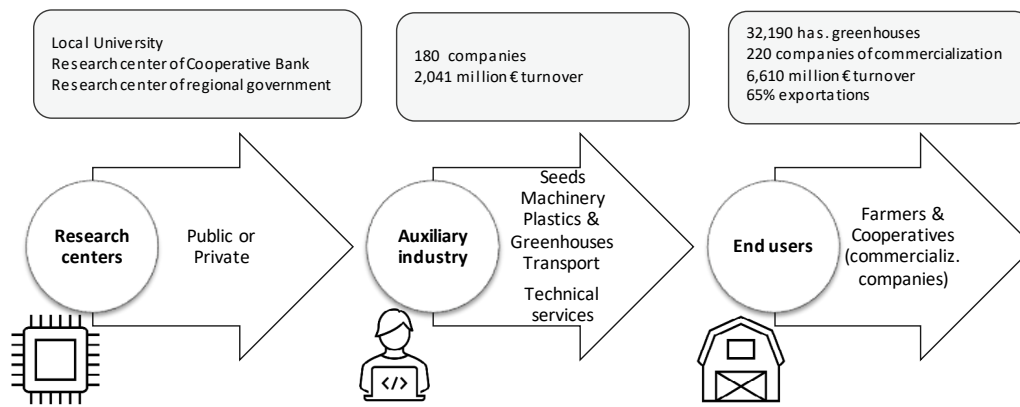 Local University
Research center of Cooperative Bank
Research center of regional government
180 companies
2,041 million € turnover
32,190 has. greenhouses
220 companies of commercialization
6,610 million € turnover
65% exportations
Research
centers
Public or
Private
Auxiliary
industry
Seeds
Machinery
Plastics &
Greenhouses
Transport
Technical
services
End users
Farmers &
Cooperatives
(commercializ.
companies)
</>